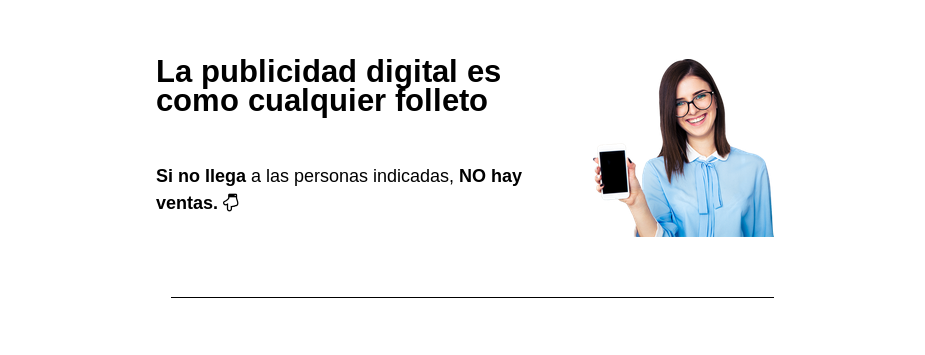 La publicidad digital es
como cualquier folleto
Si no llega a las personas indicadas, NO hay
ventas. 👇